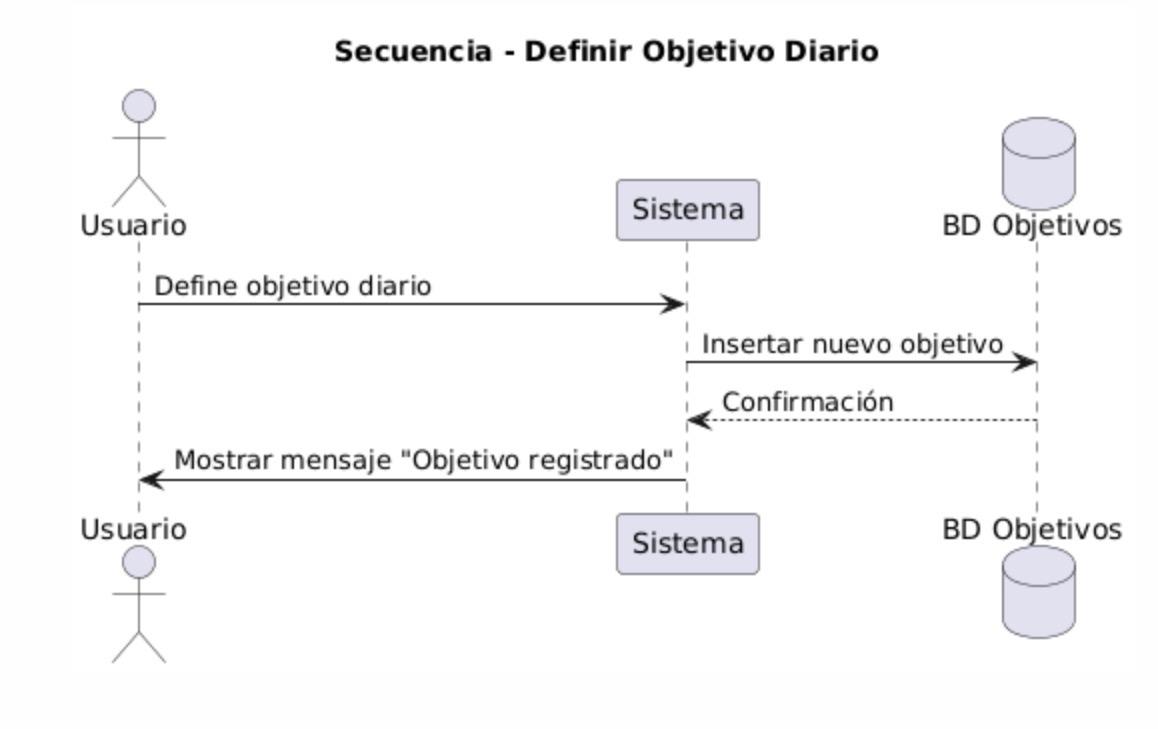 Secuencia - Definir Objetivo Diario
Usuario
Sistema
BD Objetivos
Define objetivo diario
Insertar nuevo objetivo
Confirmación
Mostrar mensaje "Objetivo registrado"
Usuario
Sistema
BD Objetivos